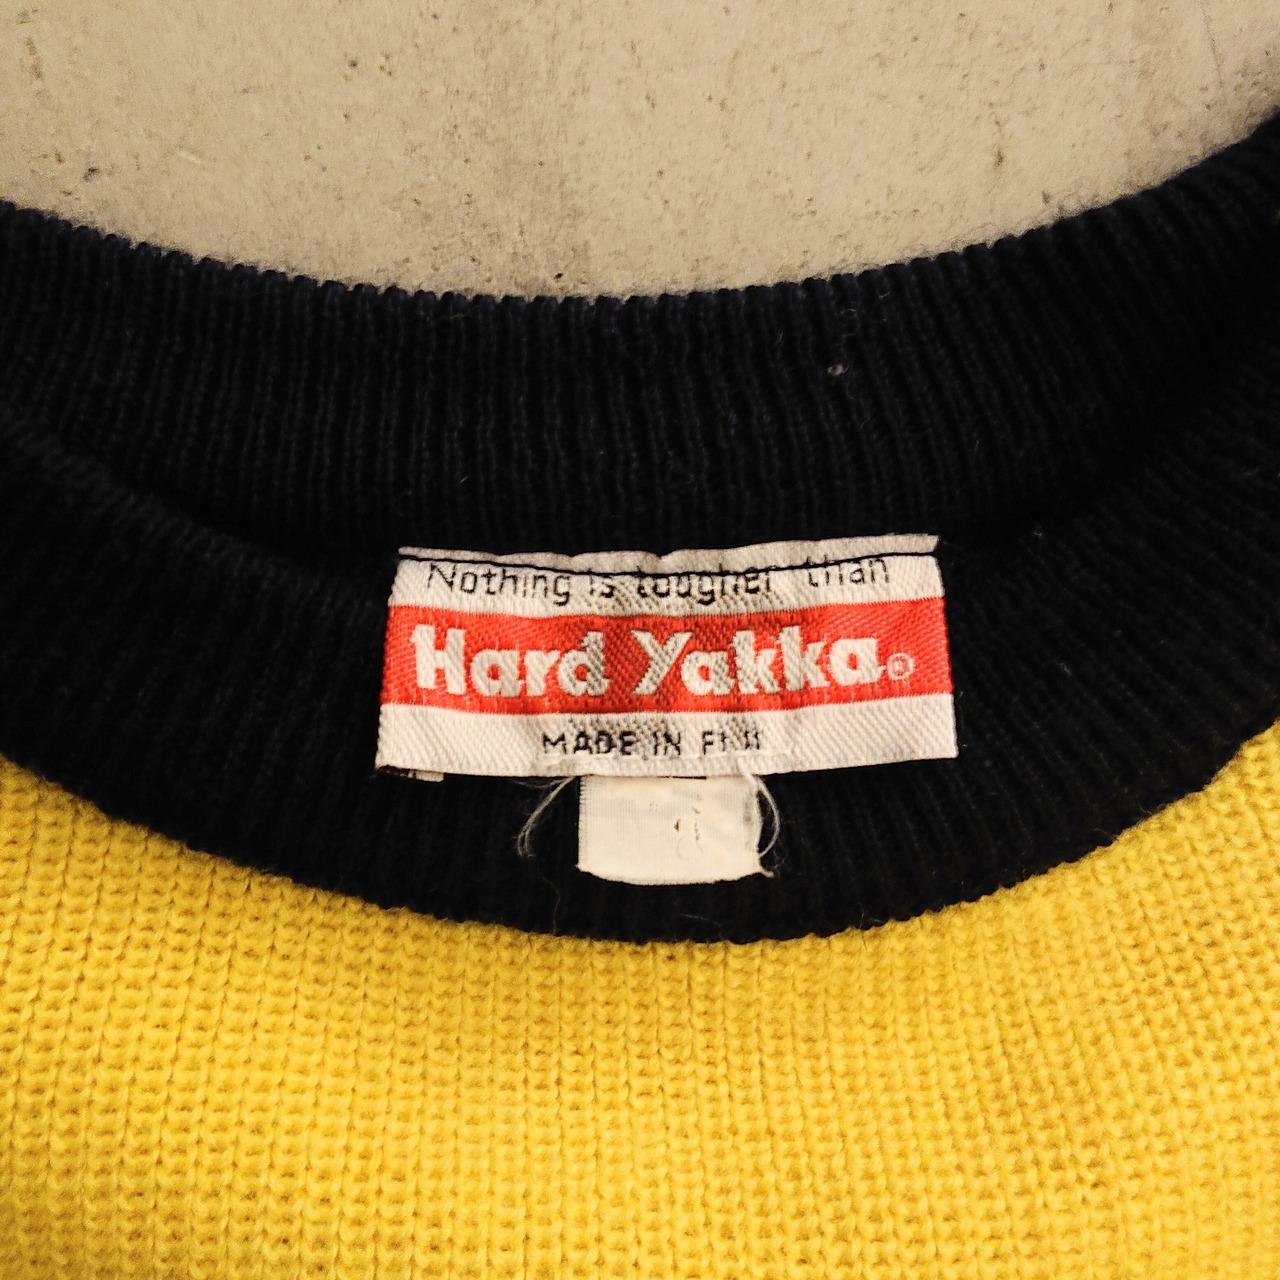 Nothing is tougher than
Hard Yakka®
MADE IN FIJI